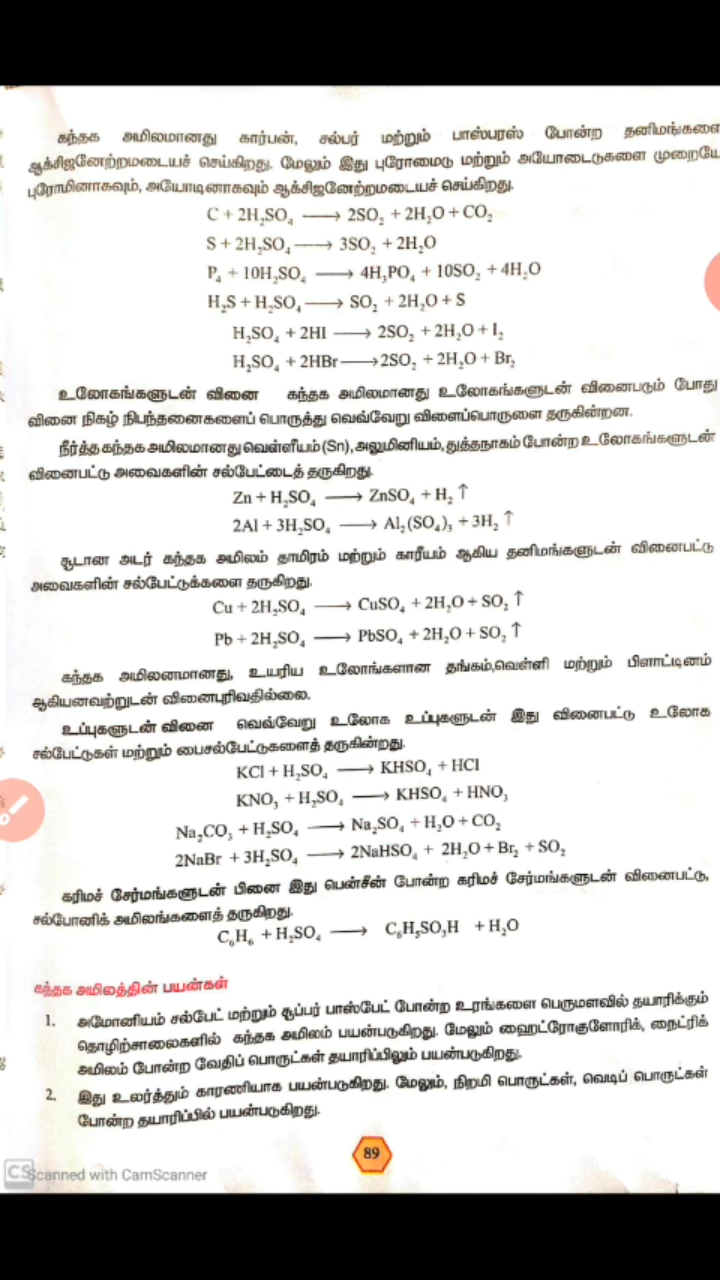 கந்தக அமிலமானது கார்பன், சல்பர் மற்றும் பாஸ்பரஸ் போன்ற தனிமங்களை
ஆக்சிஜனேற்றமடையச் செய்கிறது. மேலும் இது புரோமைடு மற்றும் அயோடைடுகளை முறையே
புரோமினாகவும், அயோடினாகவும் ஆக்சிஜனேற்றமடையச் செய்கிறது.
C + 2H₂SO₄ ⟶ 2SO₂ + 2H₂O + CO₂
S + 2H₂SO₄ ⟶ 3SO₂ + 2H₂O
P₄ + 10H₂SO₄ ⟶ 4H₃PO₄ + 10SO₂ + 4H₂O
H₂S + H₂SO₄ ⟶ SO₂ + 2H₂O + S
H₂SO₄ + 2HI ⟶ 2SO₂ + 2H₂O + I₂
H₂SO₄ + 2HBr ⟶ 2SO₂ + 2H₂O + Br₂
உலோகங்களுடன் வினை கந்தக அமிலமானது உலோகங்களுடன் வினைபடும் போது
வினை நிகழ் நிபந்தனைகளைப் பொருத்து வெவ்வேறு விளைப்பொருளை தருகின்றன.
நீர்த்த கந்தக அமிலமானது வெள்ளீயம் (Sn), அலுமினியம், துத்தநாகம் போன்ற உலோகங்களுடன்
வினைபட்டு அவைகளின் சல்பேட்டைத் தருகிறது.
Zn + H₂SO₄ ⟶ ZnSO₄ + H₂ ↑
2Al + 3H₂SO₄ ⟶ Al₂(SO₄)₃ + 3H₂ ↑
சூடான அடர் கந்தக அமிலம் தாமிரம் மற்றும் காரீயம் ஆகிய தனிமங்களுடன் வினைபட்டு
அவைகளின் சல்பேட்டுக்களை தருகிறது.
Cu + 2H₂SO₄ ⟶ CuSO₄ + 2H₂O + SO₂ ↑
Pb + 2H₂SO₄ ⟶ PbSO₄ + 2H₂O + SO₂ ↑
கந்தக அமிலனமானது, உயரிய உலோங்களான தங்கம்,வெள்ளி மற்றும் பிளாட்டினம்
ஆகியனவற்றுடன் வினைபுரிவதில்லை.
உப்புகளுடன் வினை வெவ்வேறு உலோக உப்புகளுடன் இது வினைபட்டு உலோக
சல்பேட்டுகள் மற்றும் பைசல்பேட்டுகளைத் தருகின்றது.
KCl + H₂SO₄ ⟶ KHSO₄ + HCl
KNO₃ + H₂SO₄ ⟶ KHSO₄ + HNO₃
Na₂CO₃ + H₂SO₄ ⟶ Na₂SO₄ + H₂O + CO₂
2NaBr + 3H₂SO₄ ⟶ 2NaHSO₄ + 2H₂O + Br₂ + SO₂
கரிமச் சேர்மங்களுடன் பினை இது பென்சீன் போன்ற கரிமச் சேர்மங்களுடன் வினைபட்டு,
சல்போனிக் அமிலங்களைத் தருகிறது.
C₆H₆ + H₂SO₄ ⟶ C₆H₅SO₃H + H₂O
கந்தக அமிலத்தின் பயன்கள்
1. அமோனியம் சல்பேட் மற்றும் சூப்பர் பாஸ்பேட் போன்ற உரங்களை பெருமளவில் தயாரிக்கும்
தொழிற்சாலைகளில் கந்தக அமிலம் பயன்படுகிறது. மேலும் ஹைட்ரோகுளோரிக், நைட்ரிக்
அமிலம் போன்ற வேதிப் பொருட்கள் தயாரிப்பிலும் பயன்படுகிறது.
2. இது உலர்த்தும் காரணியாக பயன்படுகிறது. மேலும், நிறமி பொருட்கள், வெடிப் பொருட்கள்
போன்ற தயாரிப்பில் பயன்படுகிறது.
89
CS Scanned with CamScanner